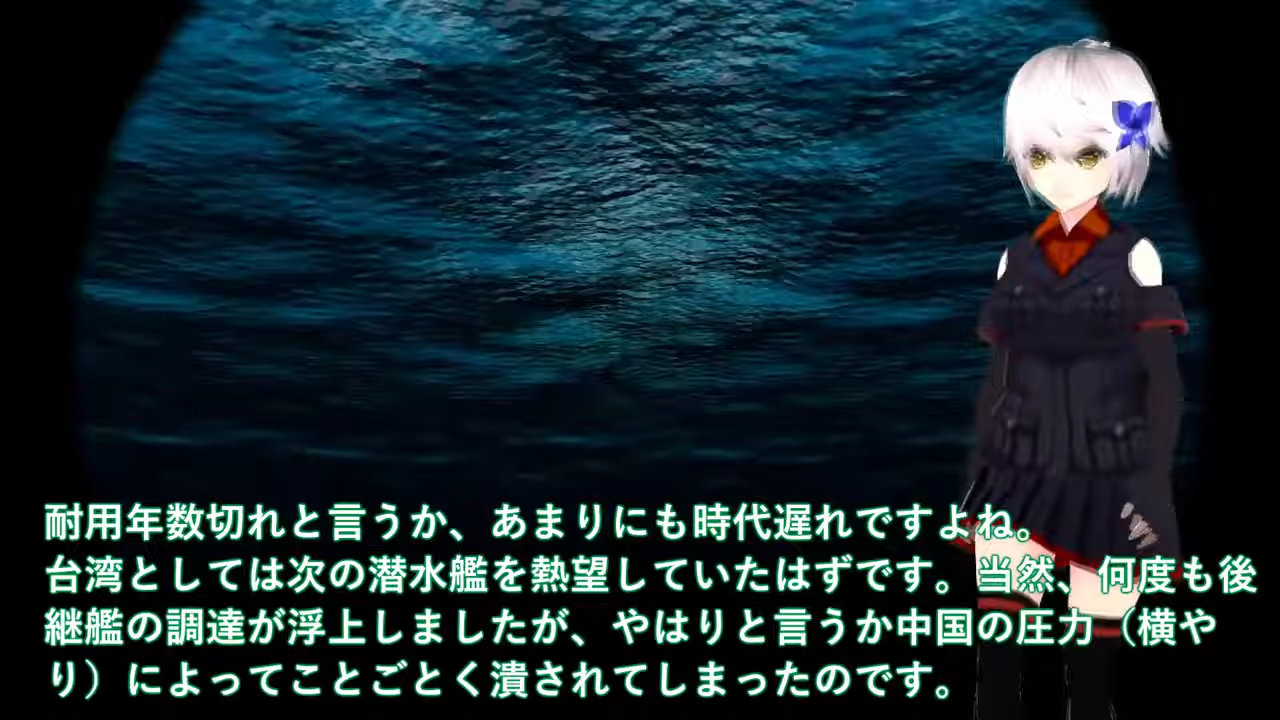 耐用年数切れと言うか、あまりにも時代遅れですよね。
台湾としては次の潜水艦を熱望していたはずです。当然、何度も後
継艦の調達が浮上しましたが、やはりと言うか中国の圧力（横や
り）によってことごとく潰されてしまったのです。